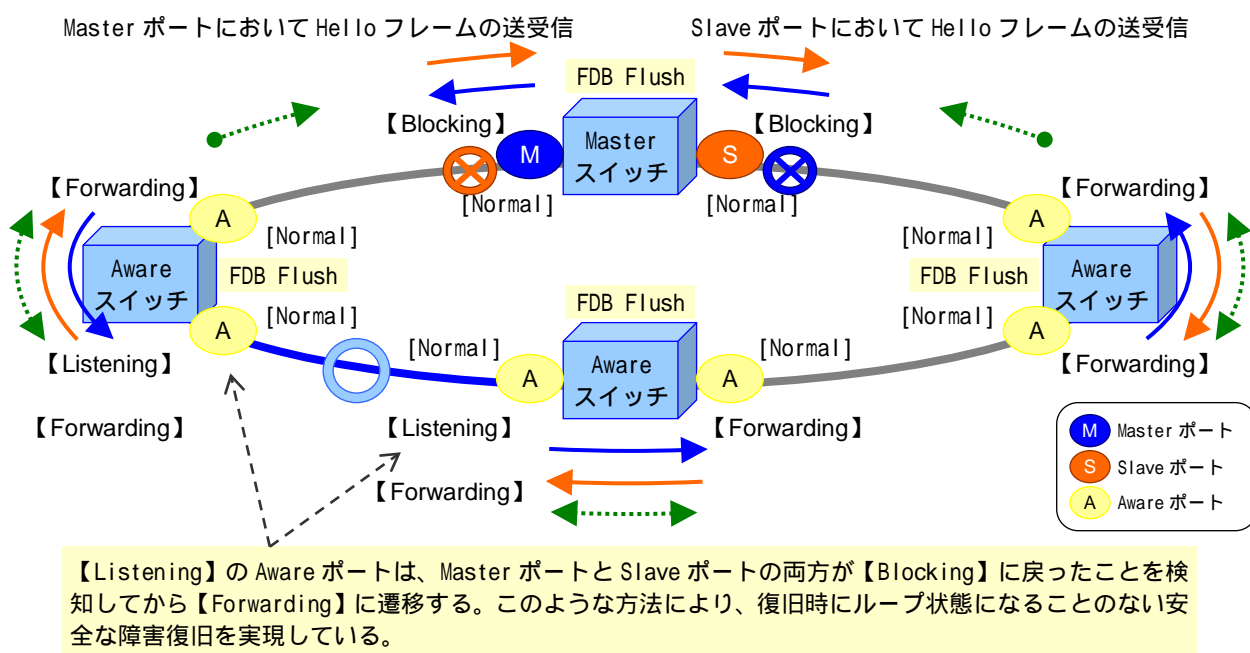 Master ポートにおいて Hello フレームの送受信
Slave ポートにおいて Hello フレームの送受信
FDB Flush
【Blocking】
【Blocking】
M
Master
スイッチ
S
[Normal]
[Normal]
【Forwarding】
【Forwarding】
A
[Normal]
A
[Normal]
Aware
スイッチ
FDB Flush
FDB Flush
Aware
スイッチ
A
[Normal]
FDB Flush
[Normal]
A
【Listening】
[Normal]
A
Aware
スイッチ
A
[Normal]
【Forwarding】
【Forwarding】
【Listening】
【Forwarding】
【Forwarding】
M Master ポート
S Slave ポート
A Aware ポート
【Listening】の Aware ポートは、Master ポートと Slave ポートの両方が【Blocking】に戻ったことを検
知してから【Forwarding】に遷移する。このような方法により、復旧時にループ状態になることのない安
全な障害復旧を実現している。